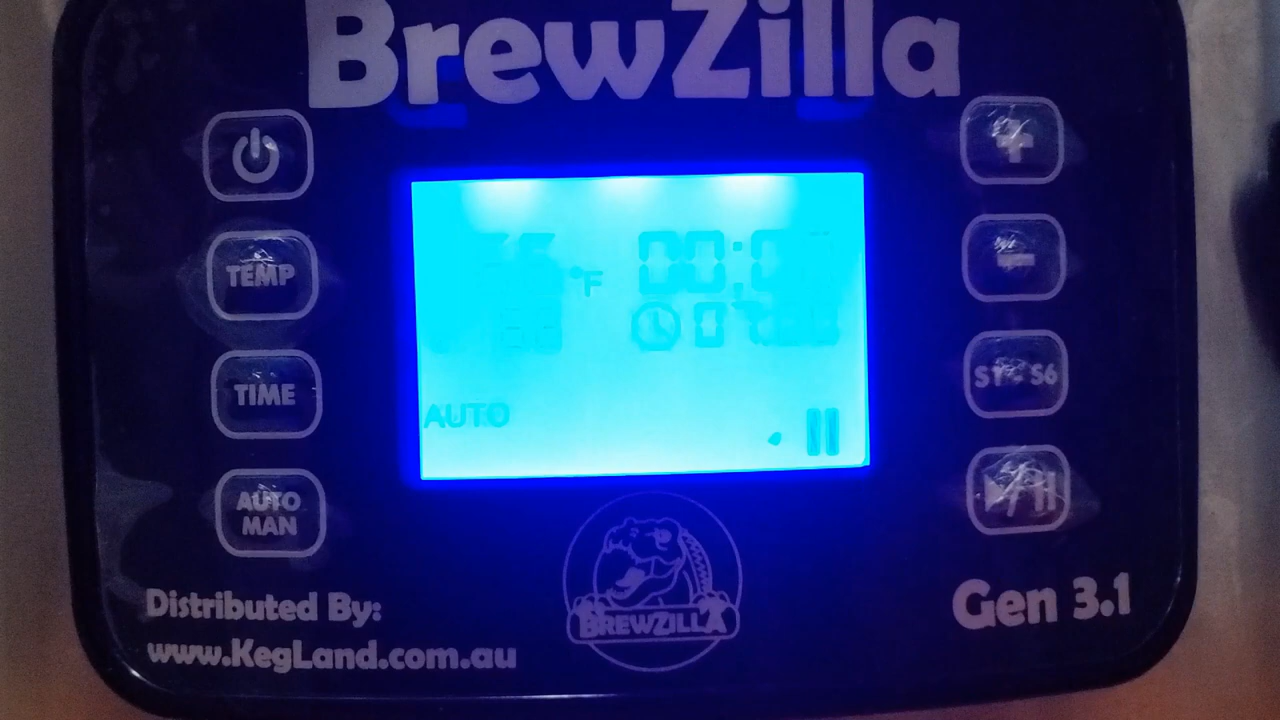 BrewZilla
TEMP
TIME
AUTO
MAN
°F
AUTO
S1 - S6
BREWZILLA
Distributed By:
www.KegLand.com.au
Gen 3.1